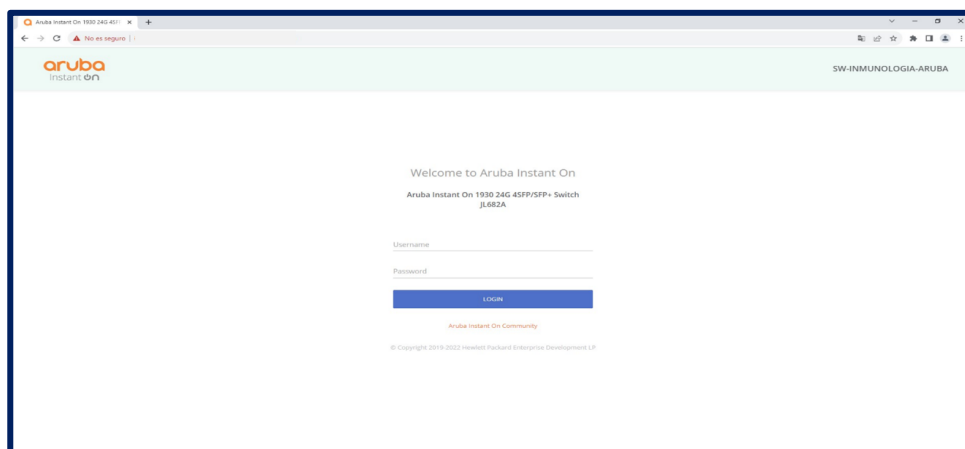 Aruba Instant On 1930 24G 4SF
No es seguro
aruba
instant on
SW-INMUNOLOGIA-ARUBA
Welcome to Aruba Instant On
Aruba Instant On 1930 24G 4SFP/SFP+ Switch
JL682A
Username
Password
LOGIN
Aruba Instant On Community
© Copyright 2019-2022 Hewlett Packard Enterprise Development LP